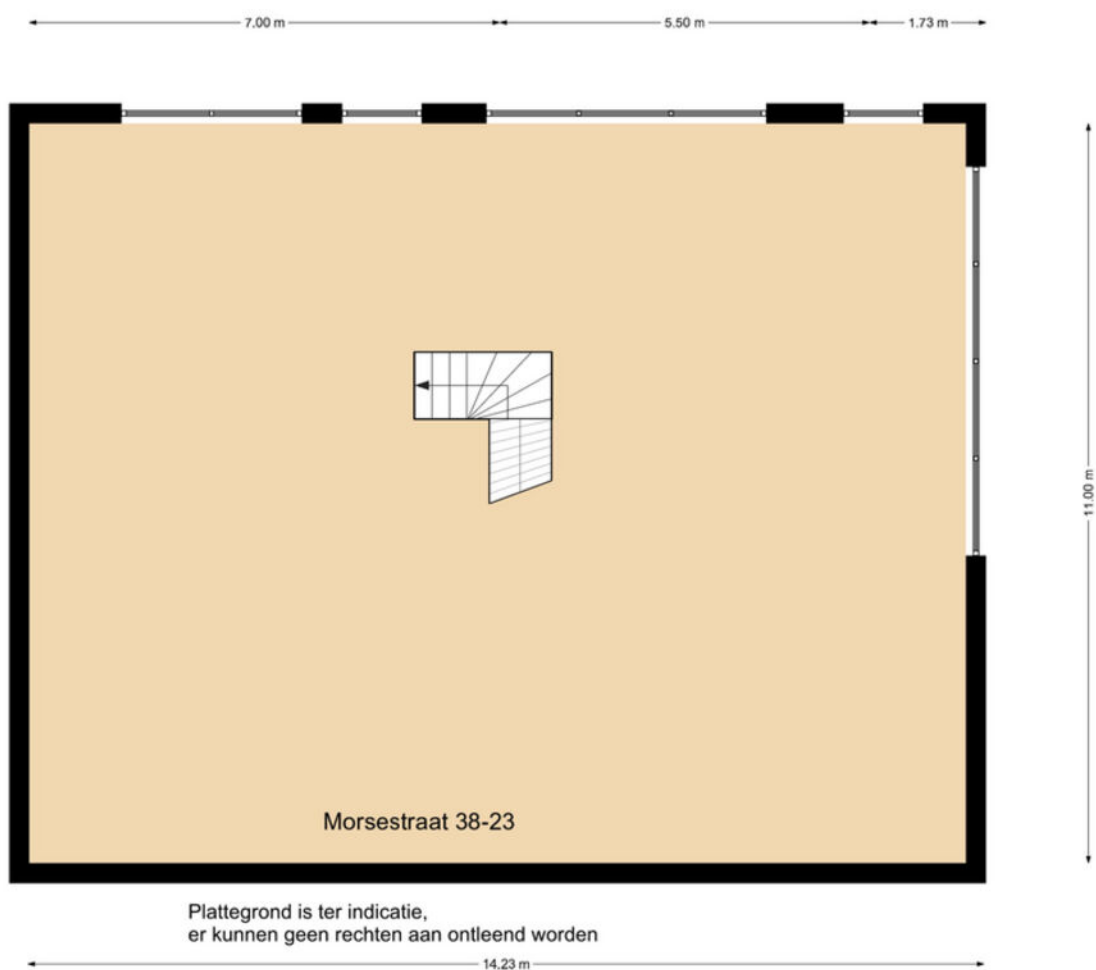 7.00 m
5.50 m
1.73 m
11.00 m
Morsestraat 38-23
Plattegrond is ter indicatie,
er kunnen geen rechten aan ontleend worden
14.23 m